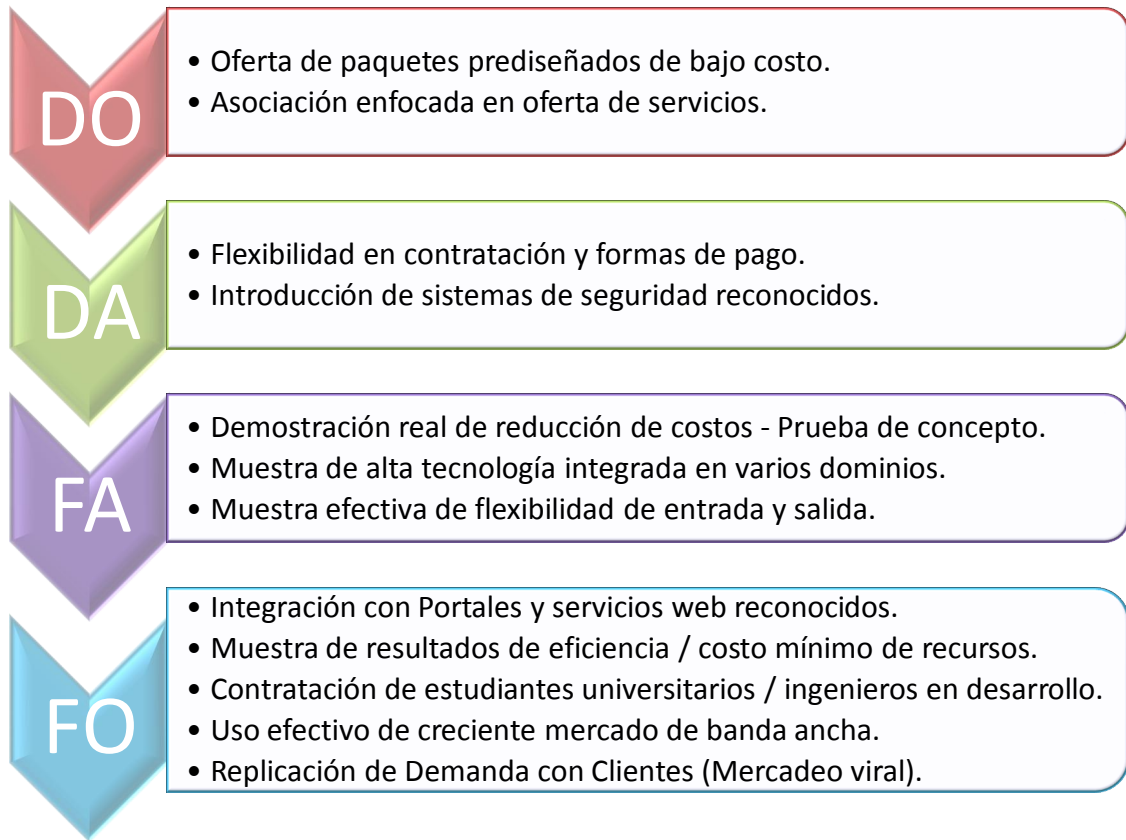 DO
• Oferta de paquetes prediseñados de bajo costo.
• Asociación enfocada en oferta de servicios.
DA
• Flexibilidad en contratación y formas de pago.
• Introducción de sistemas de seguridad reconocidos.
FA
• Demostración real de reducción de costos - Prueba de concepto.
• Muestra de alta tecnología integrada en varios dominios.
• Muestra efectiva de flexibilidad de entrada y salida.
FO
• Integración con Portales y servicios web reconocidos.
• Muestra de resultados de eficiencia / costo mínimo de recursos.
• Contratación de estudiantes universitarios / ingenieros en desarrollo.
• Uso efectivo de creciente mercado de banda ancha.
• Replicación de Demanda con Clientes (Mercadeo viral).